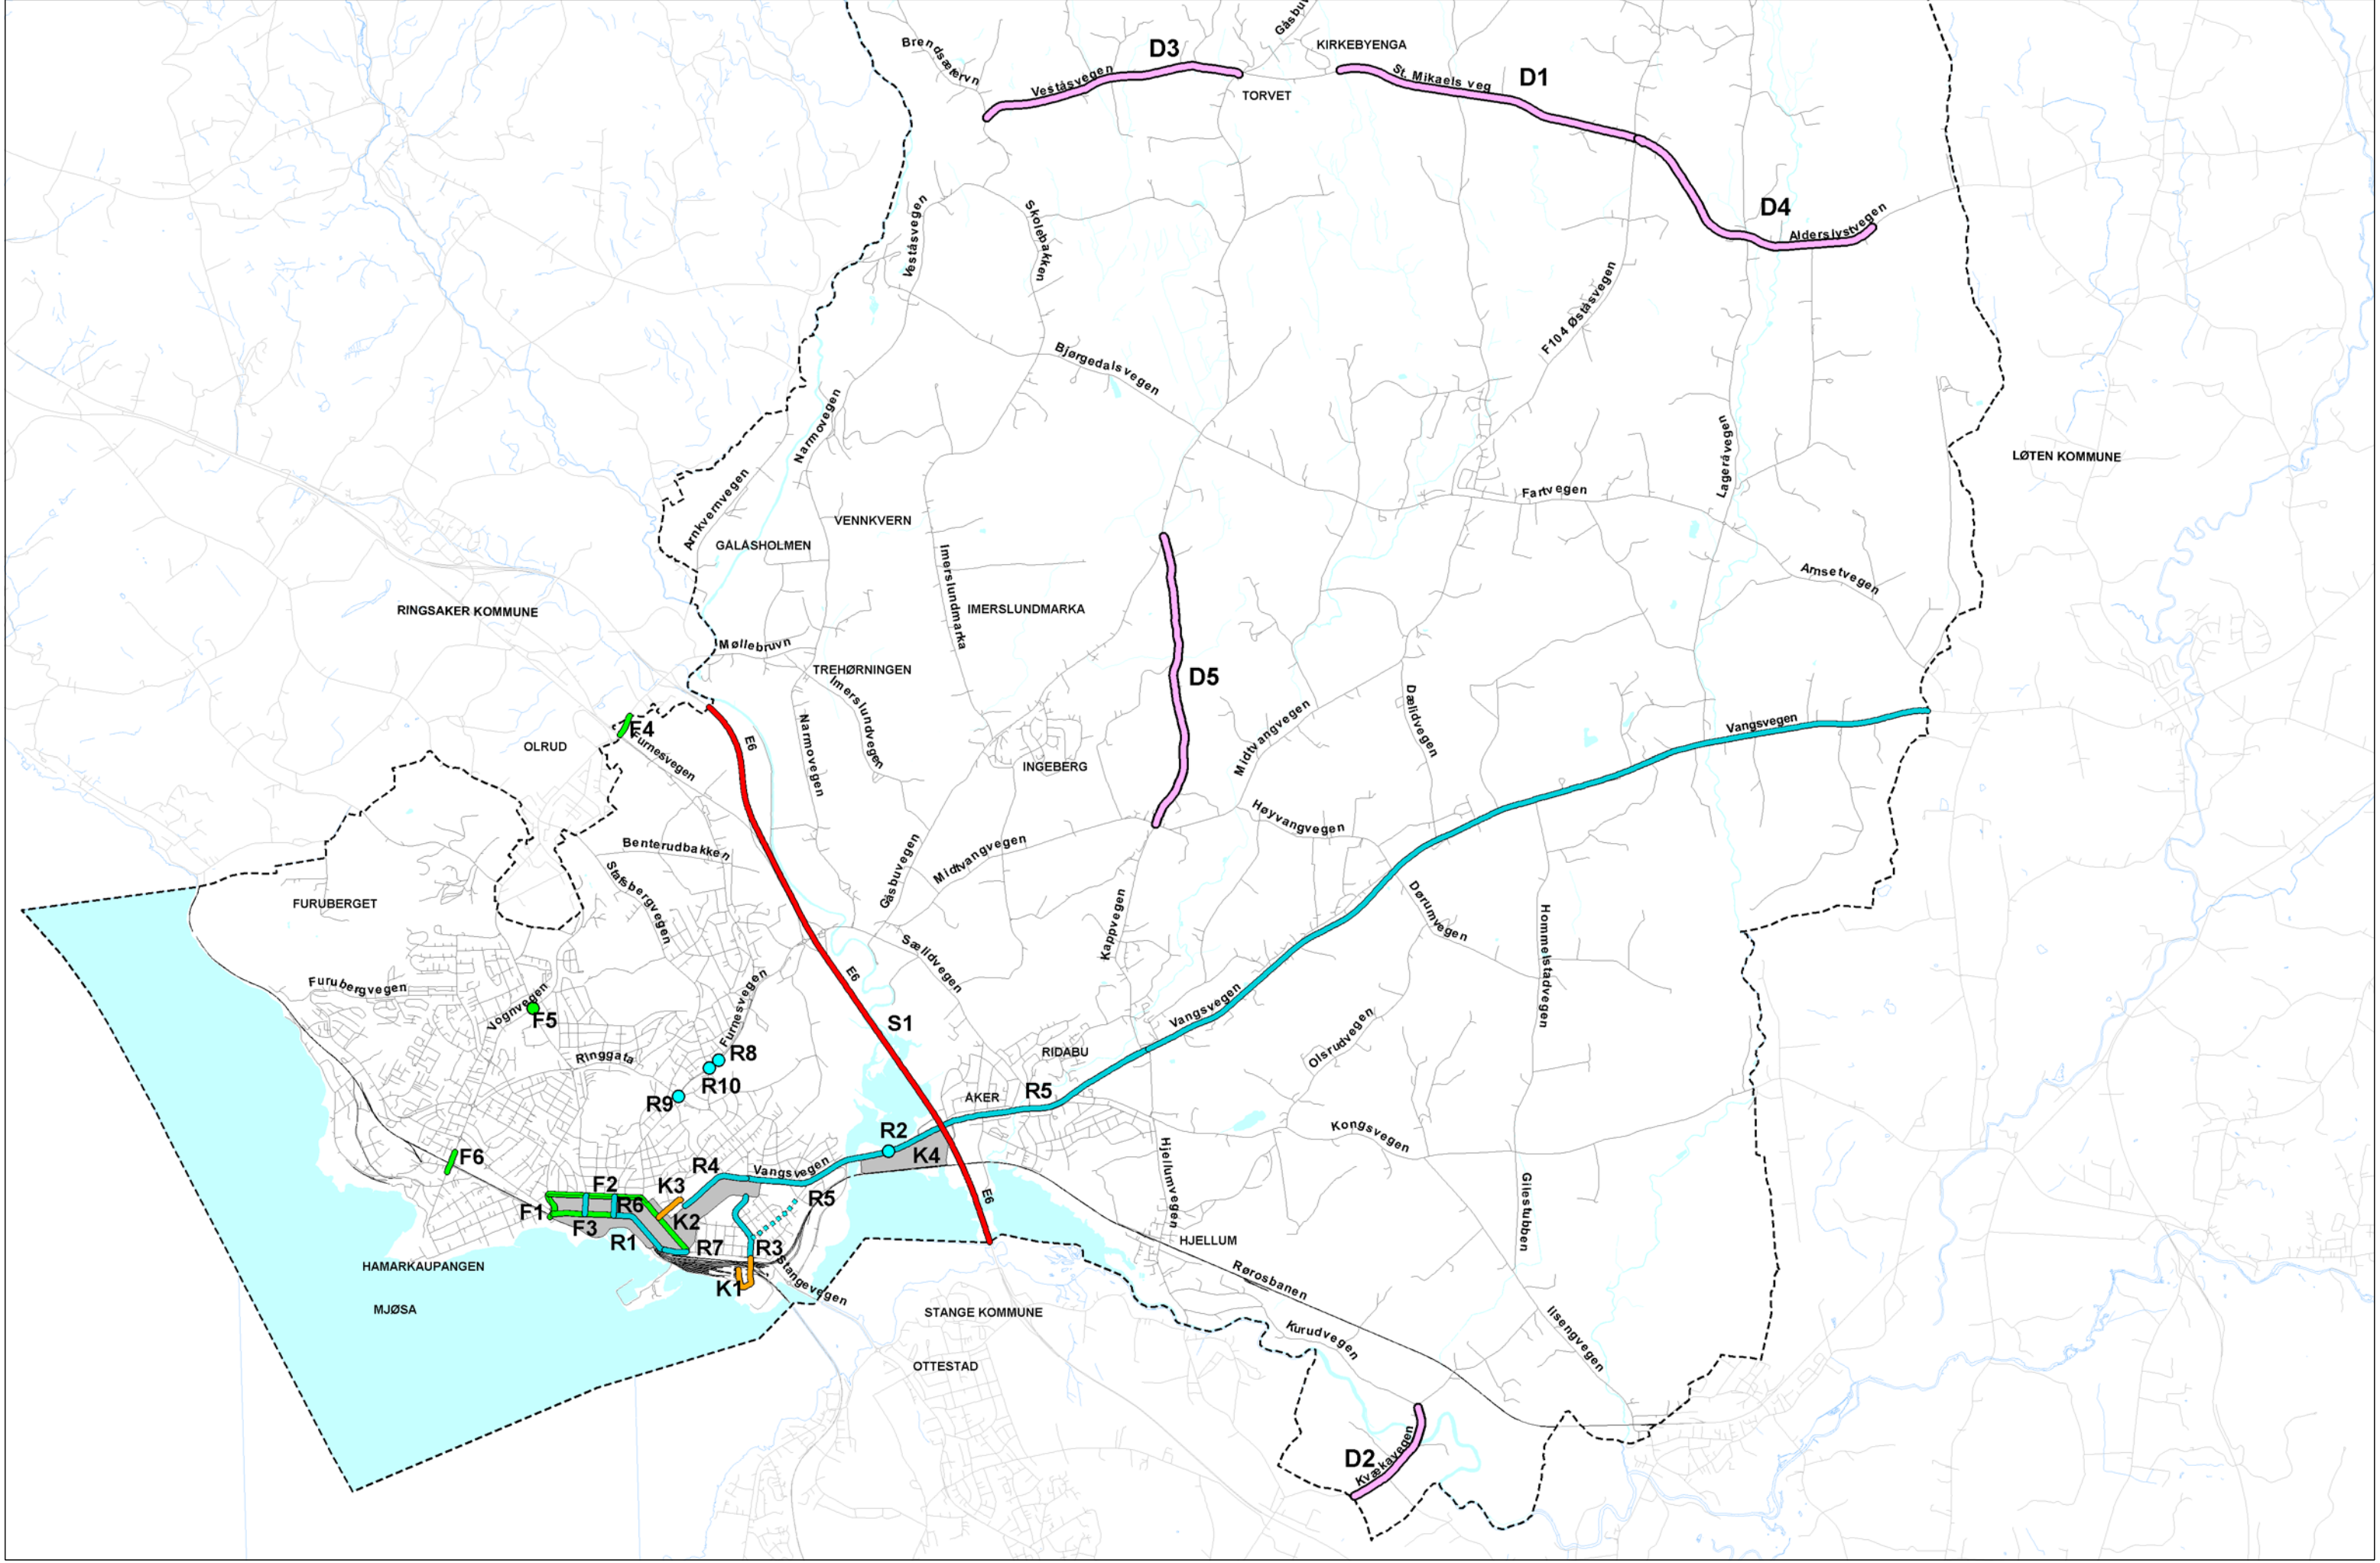 Gåsbuv
Brendsætervn
D3
KIRKEBYENGA
Veståsvegen
St. Mikaels veg
D1
TORVET
D4
Alderslystvegen
Veståsvegen
Skolebakken
F104 Øståsvegen
Bjørgedalsvegen
Narmovegen
Lageråvegen
LØTEN KOMMUNE
Arnkvernvegen
VENNKVERN
Fartvegen
GÅLÅSHOLMEN
Imerslundmarka
IMERSLUNDMARKA
Amsetvegen
RINGSAKER KOMMUNE
Møllebruvn
TREHØRNINGEN
D5
Imerslundvegen
Narmovegen
Midtvangvegen
Dælidvegen
Vangsvegen
F4
Furnesvegen
OLRUD
E6
INGEBERG
Høyvangvegen
Benterudbakken
Stafsbergvegen
Gåsbuvegen
Midtvangvegen
FURUBERGET
Kappvegen
Dørumvegen
Hommelstadvegen
Sælidvegen
E6
Furubergvegen
Vognvegen
F5
Furnesvegen
Vangsvegen
S1
Ringgata
R8
R10
R9
RIDABU
Olsrudvegen
ÅKER
R5
R2
K4
Kongsvegen
F6
R4
Vangsvegen
Hjellumvegen
Gilestubben
F2
K3
R6
R5
E6
F1
F3
K2
R1
R7
R3
HJELLUM
HAMARKAUPANGEN
K1
Stangevegen
Rørosbanen
MJØSA
STANGE KOMMUNE
Kurudvegen
Ilsengvegen
OTTESTAD
D2
Kvækavegen